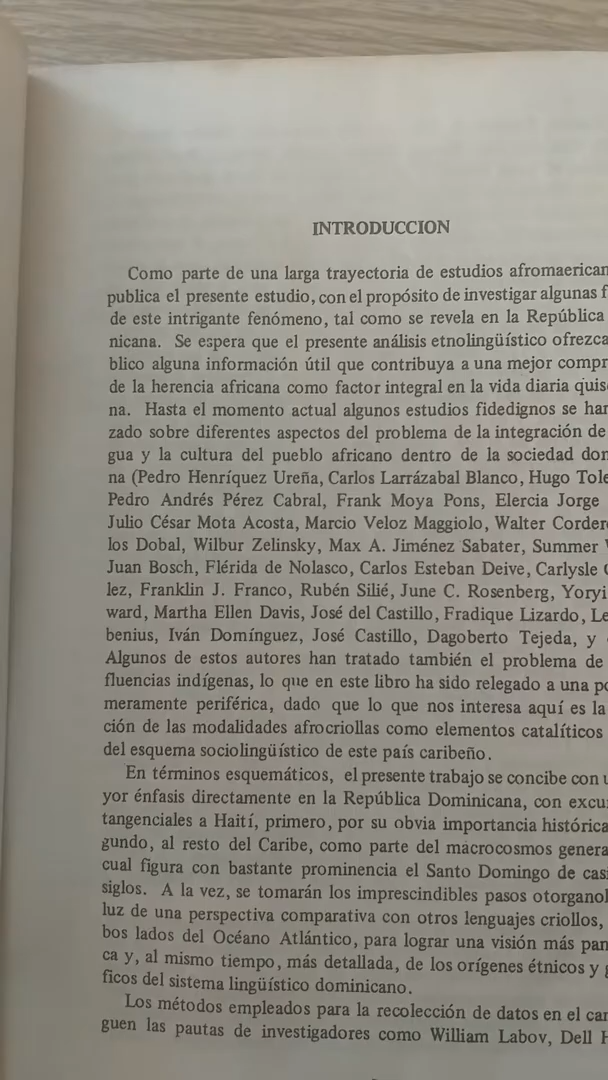 INTRODUCCION
Como parte de una larga trayectoria de estudios afromaerican
publica el presente estudio, con el propósito de investigar algunas f
de este intrigante fenómeno, tal como se revela en la República
nicana. Se espera que el presente análisis etnolingüístico ofrezca
blico alguna información útil que contribuya a una mejor compr
de la herencia africana como factor integral en la vida diaria quis
na. Hasta el momento actual algunos estudios fidedignos se har
zado sobre diferentes aspectos del problema de la integración de
gua y la cultura del pueblo africano dentro de la sociedad dom
na (Pedro Henríquez Ureña, Carlos Larrázabal Blanco, Hugo Tole
Pedro Andrés Pérez Cabral, Frank Moya Pons, Elercia Jorge
Julio César Mota Acosta, Marcio Veloz Maggiolo, Walter Corder
los Dobal, Wilbur Zelinsky, Max A. Jiménez Sabater, Summer W
Juan Bosch, Flérida de Nolasco, Carlos Esteban Deive, Carlysle
lez, Franklin J. Franco, Rubén Silié, June C. Rosenberg, Yoryi
ward, Martha Ellen Davis, José del Castillo, Fradique Lizardo, Le
benius, Iván Domínguez, José Castillo, Dagoberto Tejeda, y
Algunos de estos autores han tratado también el problema de
fluencias indígenas, lo que en este libro ha sido relegado a una po
meramente periférica, dado que lo que nos interesa aquí es la
ción de las modalidades afrocriollas como elementos catalíticos
del esquema sociolingüístico de este país caribeño.
En términos esquemáticos, el presente trabajo se concibe con u
yor énfasis directamente en la República Dominicana, con excu
tangenciales a Haití, primero, por su obvia importancia histórica
gundo, al resto del Caribe, como parte del macrocosmos genera
cual figura con bastante prominencia el Santo Domingo de casi
siglos. A la vez, se tomarán los imprescindibles pasos otorganol
luz de una perspectiva comparativa con otros lenguajes criollos,
bos lados del Océano Atlántico, para lograr una visión más pan
ca y, al mismo tiempo, más detallada, de los orígenes étnicos y g
ficos del sistema lingüístico dominicano.
Los métodos empleados para la recolección de datos en el car
guen las pautas de investigadores como William Labov, Dell H